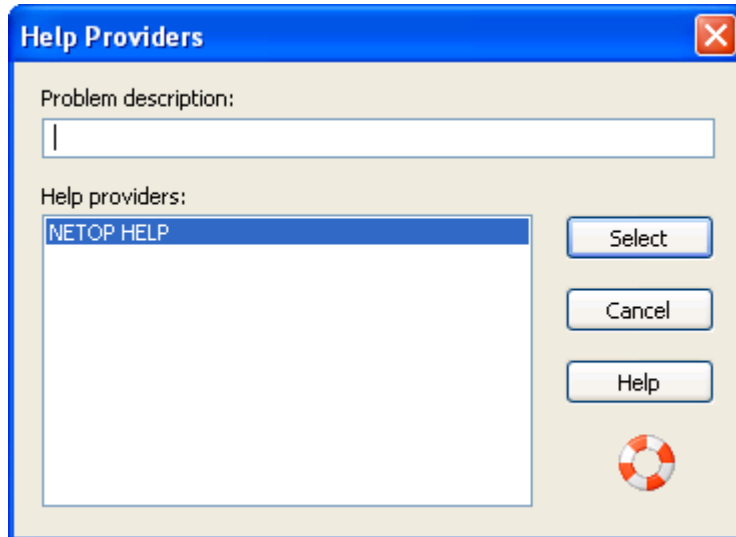 Help Providers
Problem description:
Help providers:
NETOP HELP
Select
Cancel
Help